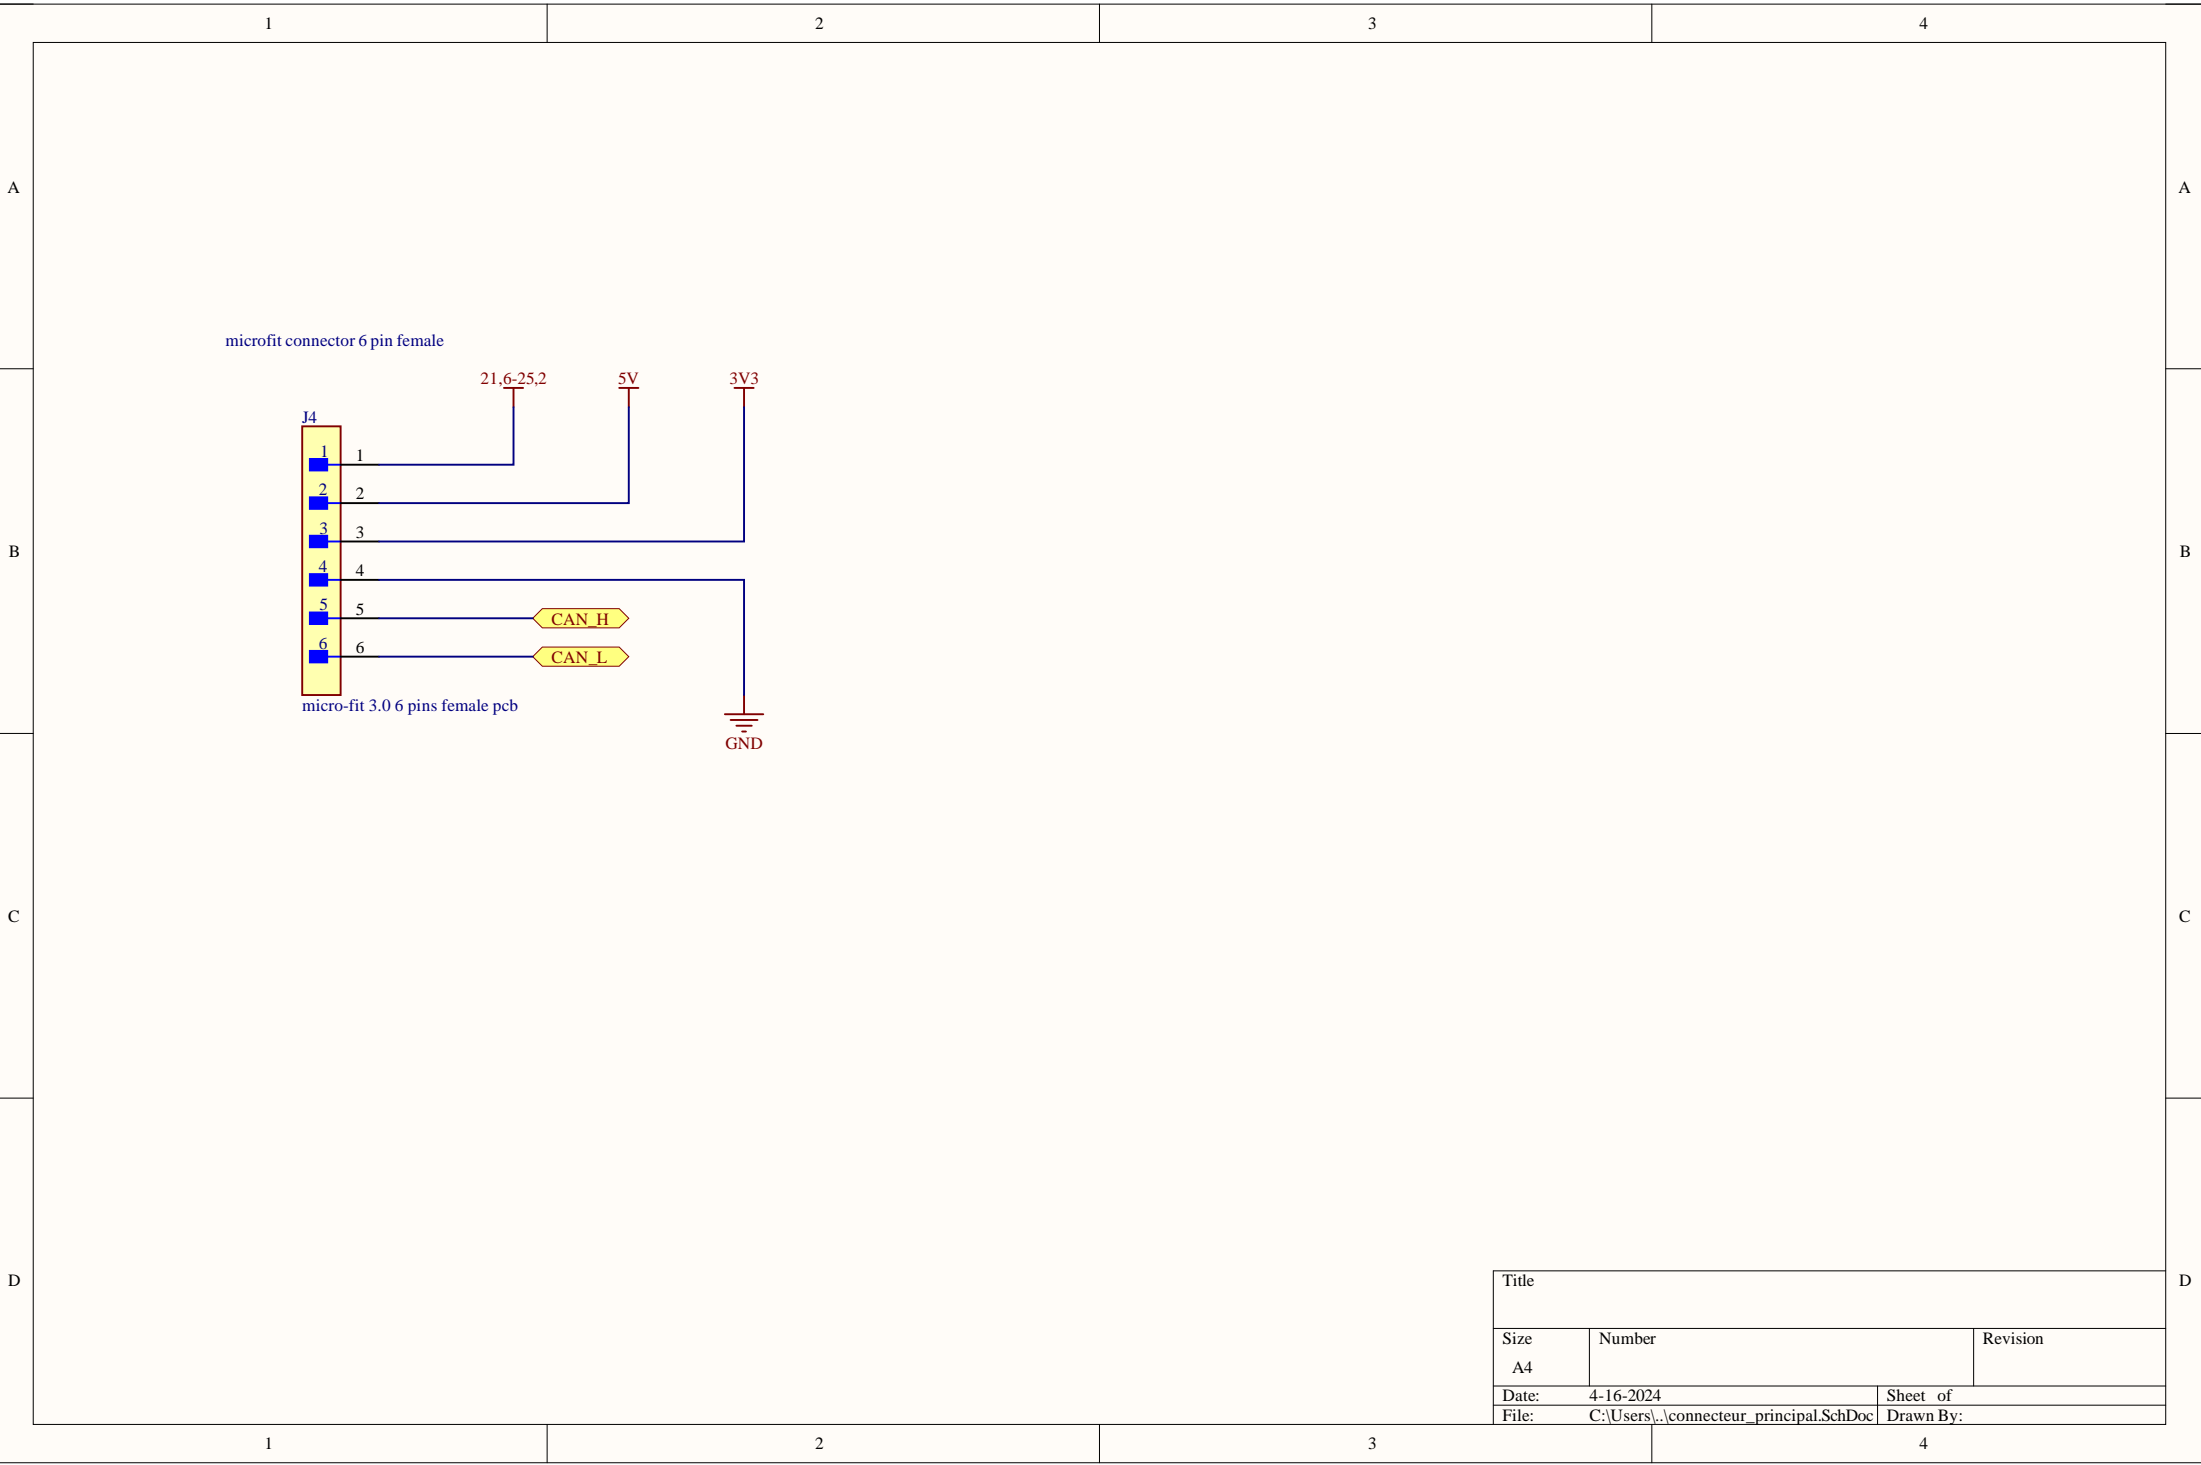 1 2 3 4
A A
microfit connector 6 pin female
21,6-25,2 5V 3V3
J4
1 1
2 2
3 3
B B
4 4
5 5 CAN_H
6 6 CAN_L
micro-fit 3.0 6 pins female pcb
GND
C C
D D
Title
Size Number Revision
A4
Date: 4-16-2024 Sheet of
File: C:\Users\..\connecteur_principal.SchDoc Drawn By:
1 2 3 4